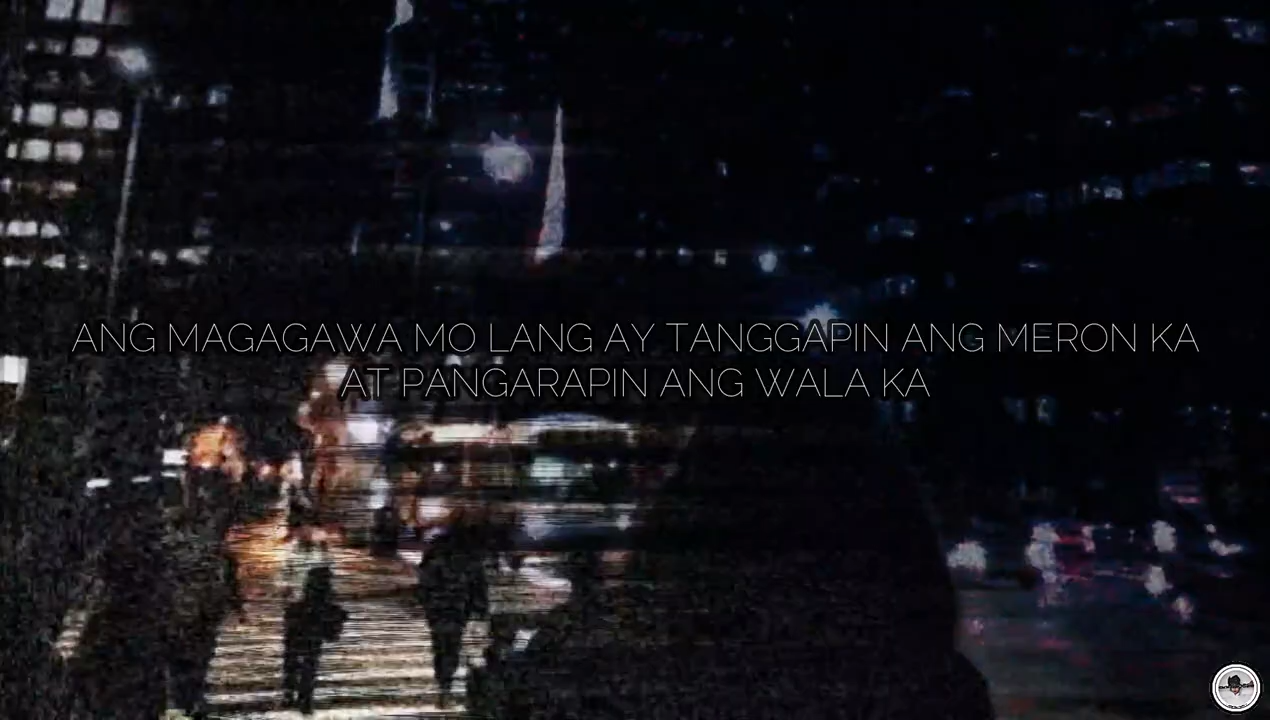 ANG MAGAGAWA MO LANG AY TANGGAPIN ANG MERON KA
AT PANGARAPIN ANG WALA KA